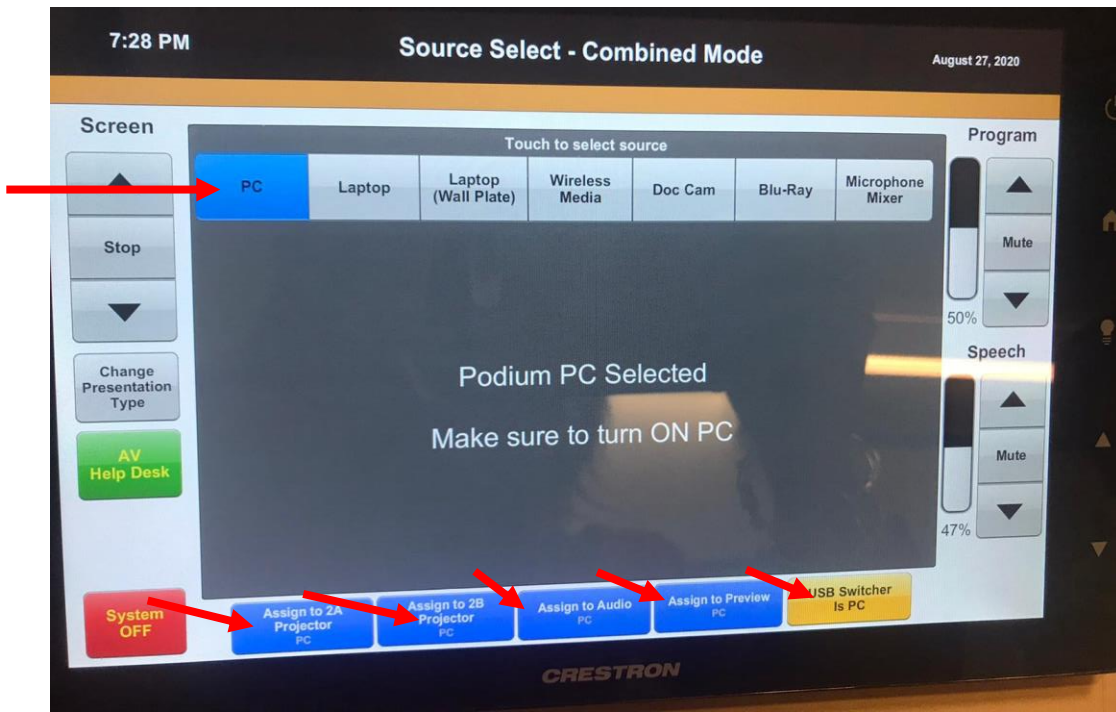 7:28 PM
Source Select - Combined Mode
August 27, 2020
Screen
Touch to select source
Program
PC
Laptop
Laptop
(Wall Plate)
Wireless
Media
Doc Cam
Blu-Ray
Microphone
Mixer
Stop
Mute
50%
Change
Presentation
Type
Podium PC Selected
Make sure to turn ON PC
Speech
AV
Help Desk
Mute
47%
System
OFF
Assign to 2A
Projector
PC
Assign to 2B
Projector
PC
Assign to Audio
PC
Assign to Preview
PC
USB Switcher
Is PC
CRESTRON